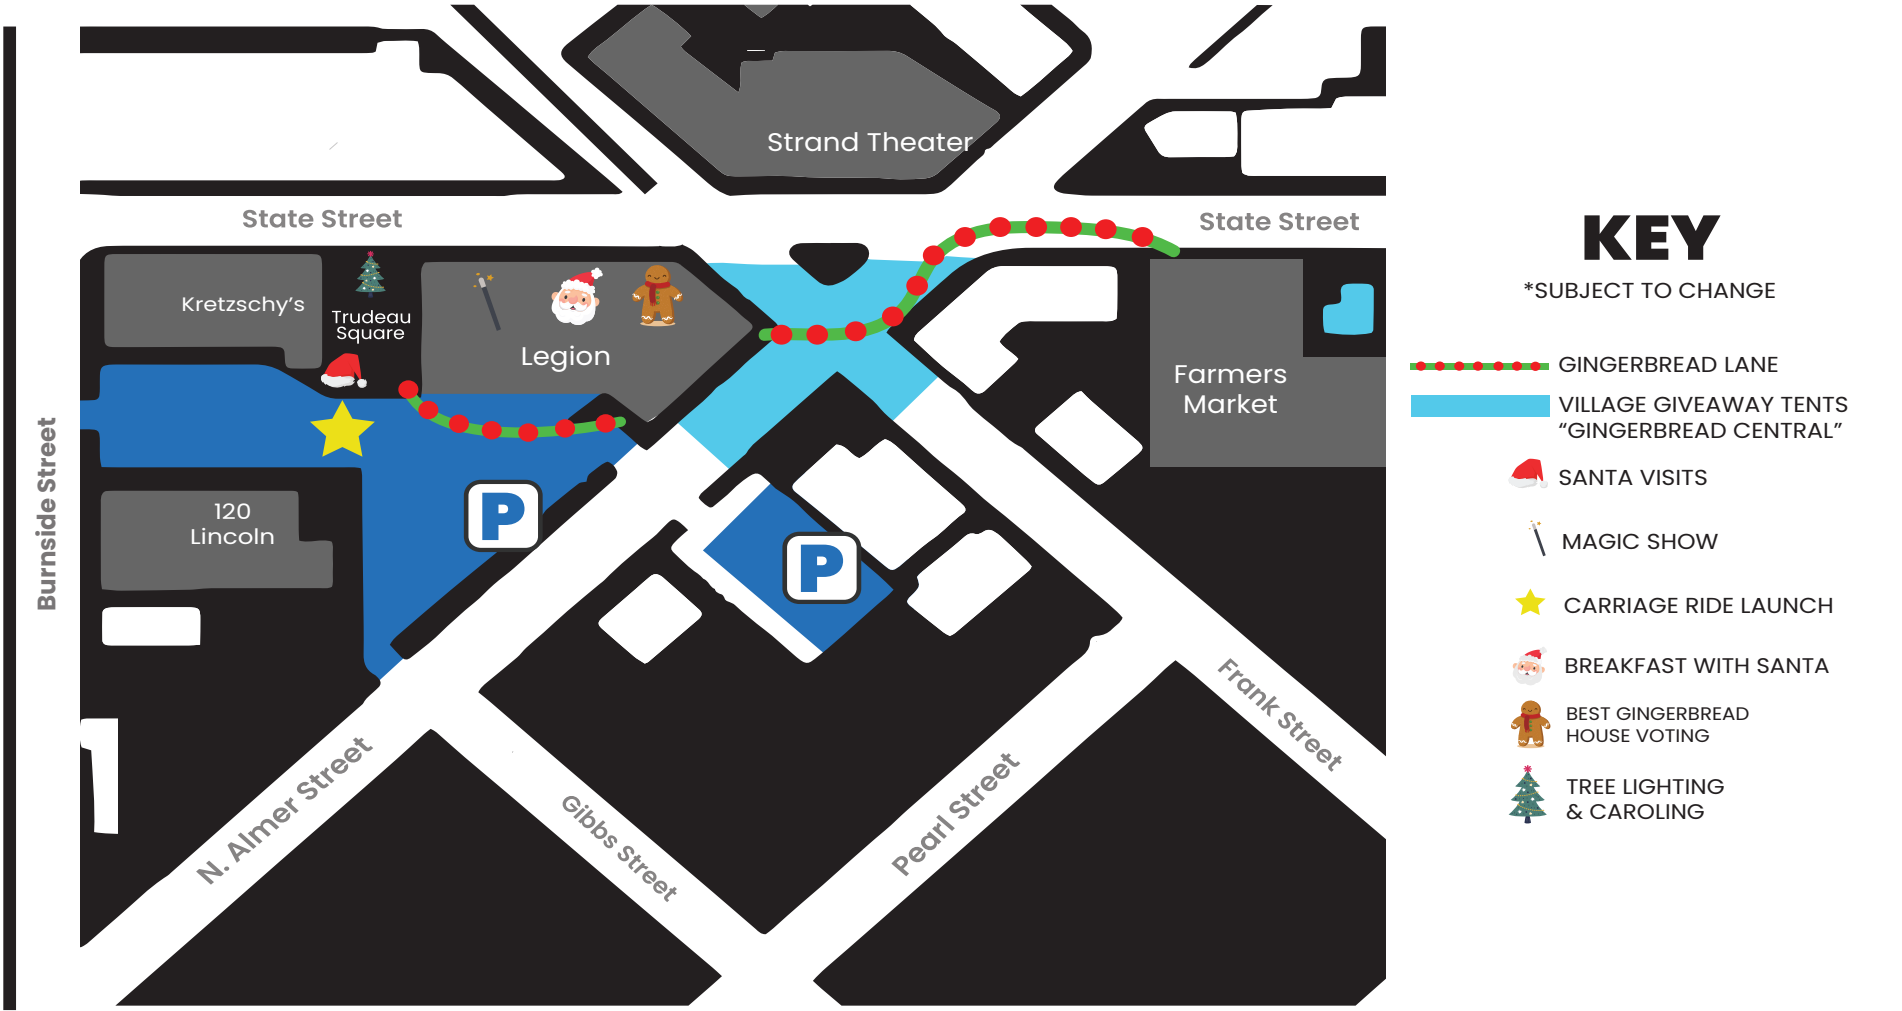 Strand Theater
State Street
State Street
Kretzschy's
Trudeau
Square
Legion
Farmers
Market
120
Lincoln
P
P
Burnside Street
N. Almer Street
Gibbs Street
Pearl Street
Frank Street
KEY
*SUBJECT TO CHANGE
GINGERBREAD LANE
VILLAGE GIVEAWAY TENTS
“GINGERBREAD CENTRAL”
SANTA VISITS
MAGIC SHOW
CARRIAGE RIDE LAUNCH
BREAKFAST WITH SANTA
BEST GINGERBREAD
HOUSE VOTING
TREE LIGHTING
& CAROLING